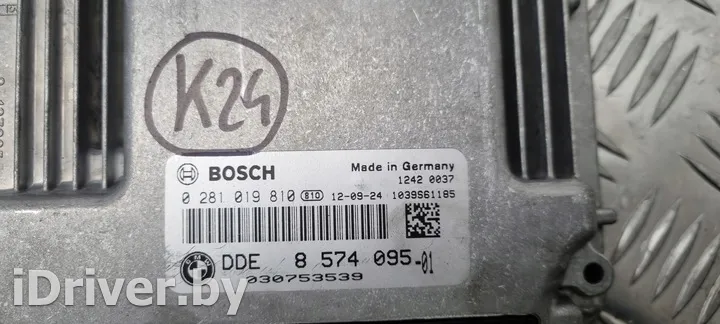 K24
BOSCH
Made in Germany
1242 0037
0 281 019 810 810 12-09-24 1039S61185
BMW
DDE 8 574 095-01
030753539
iDriver.by